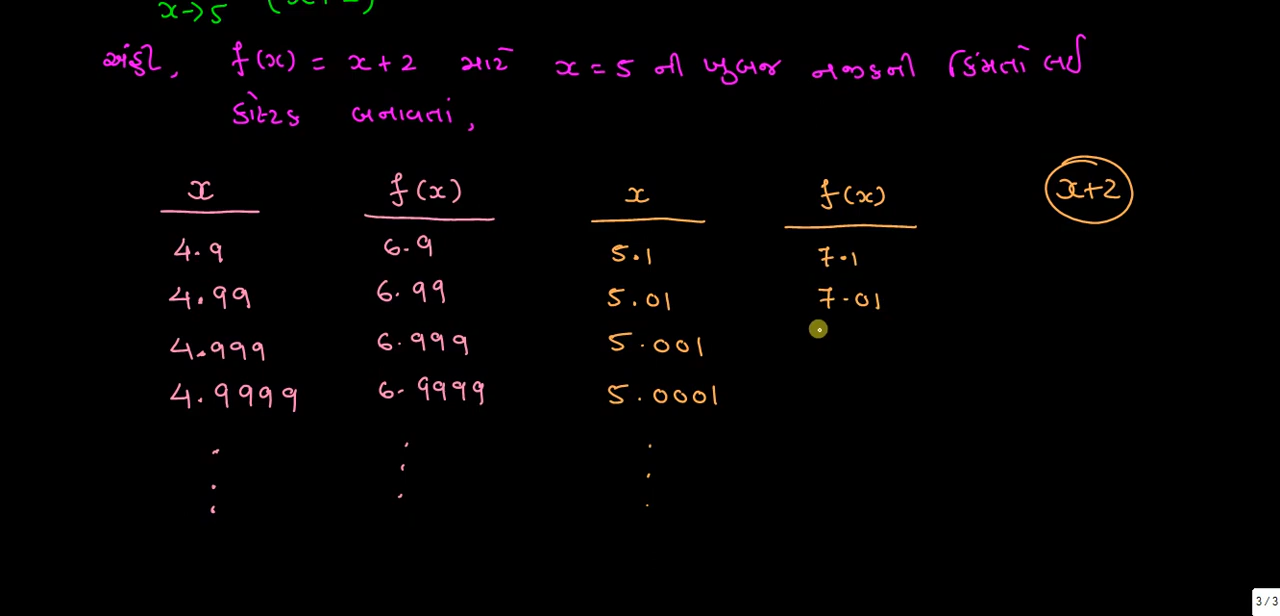 x→5 (x+2)
અહીં, f(x) = x+2 માટે x = 5 ની ખુબજ નજીકની કિંમતો લઈ
કોષ્ટક બનાવતાં,
x f(x) x f(x) x+2
4.9 6.9 5.1 7.1
4.99 6.99 5.01 7.01
4.999 6.999 5.001
4.9999 6.9999 5.0001
3/3